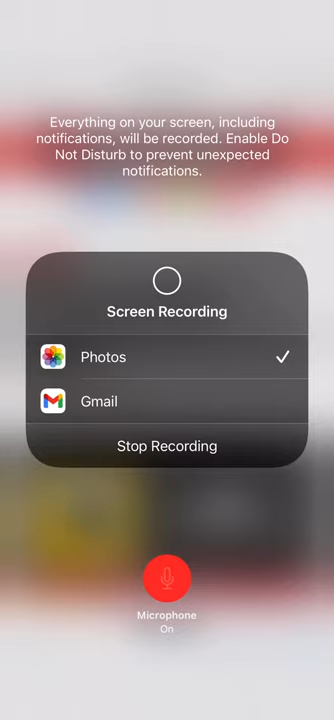 Everything on your screen, including
notifications, will be recorded. Enable Do
Not Disturb to prevent unexpected
notifications.
Screen Recording
Photos
Gmail
Stop Recording
Microphone
On